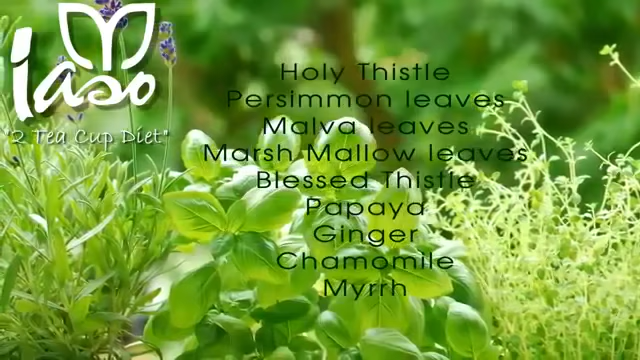 Iaso
"2 Tea Cup Diet"
Holy Thistle
Persimmon leaves
Malva leaves
Marsh Mallow leaves
Blessed Thistle
Papaya
Ginger
Chamomile
Myrrh